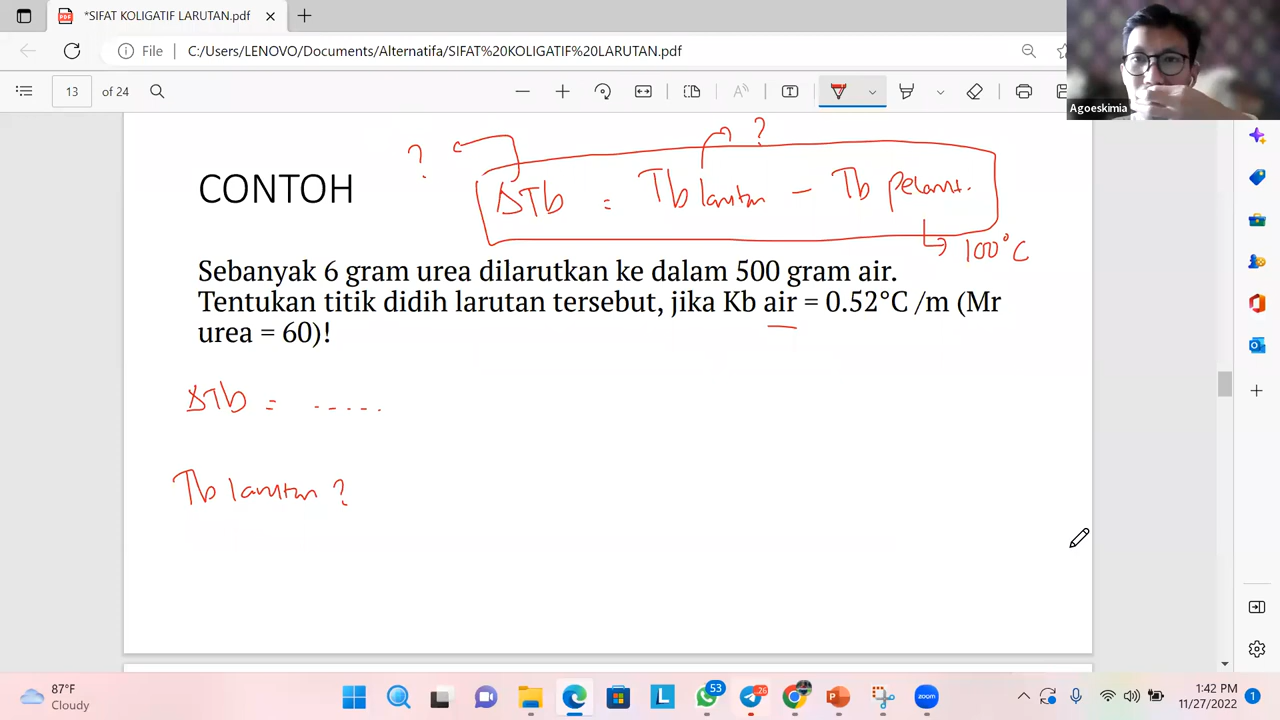 *SIFAT KOLIGATIF LARUTAN.pdf
File C:/Users/LENOVO/Documents/Alternatifa/SIFAT%20KOLIGATIF%20LARUTAN.pdf
13 of 24
Agoeskimia
? ?
CONTOH
ΔTb = Tb larutan - Tb pelarut.
100°C
Sebanyak 6 gram urea dilarutkan ke dalam 500 gram air.
Tentukan titik didih larutan tersebut, jika Kb air = 0.52°C /m (Mr
urea = 60)!
ΔTb = .....
Tb larutan ?
87°F
Cloudy
L
53
26
zoom
1:42 PM
11/27/2022
1